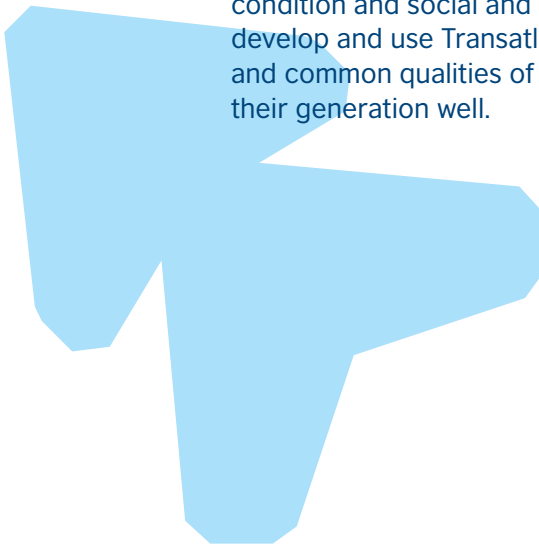 condition and social and
develop and use Transatl
and common qualities of
their generation well.